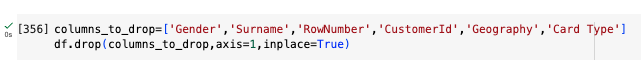 [356] columns_to_drop=['Gender','Surname','RowNumber','CustomerId','Geography','Card Type']
df.drop(columns_to_drop,axis=1,inplace=True)
0s